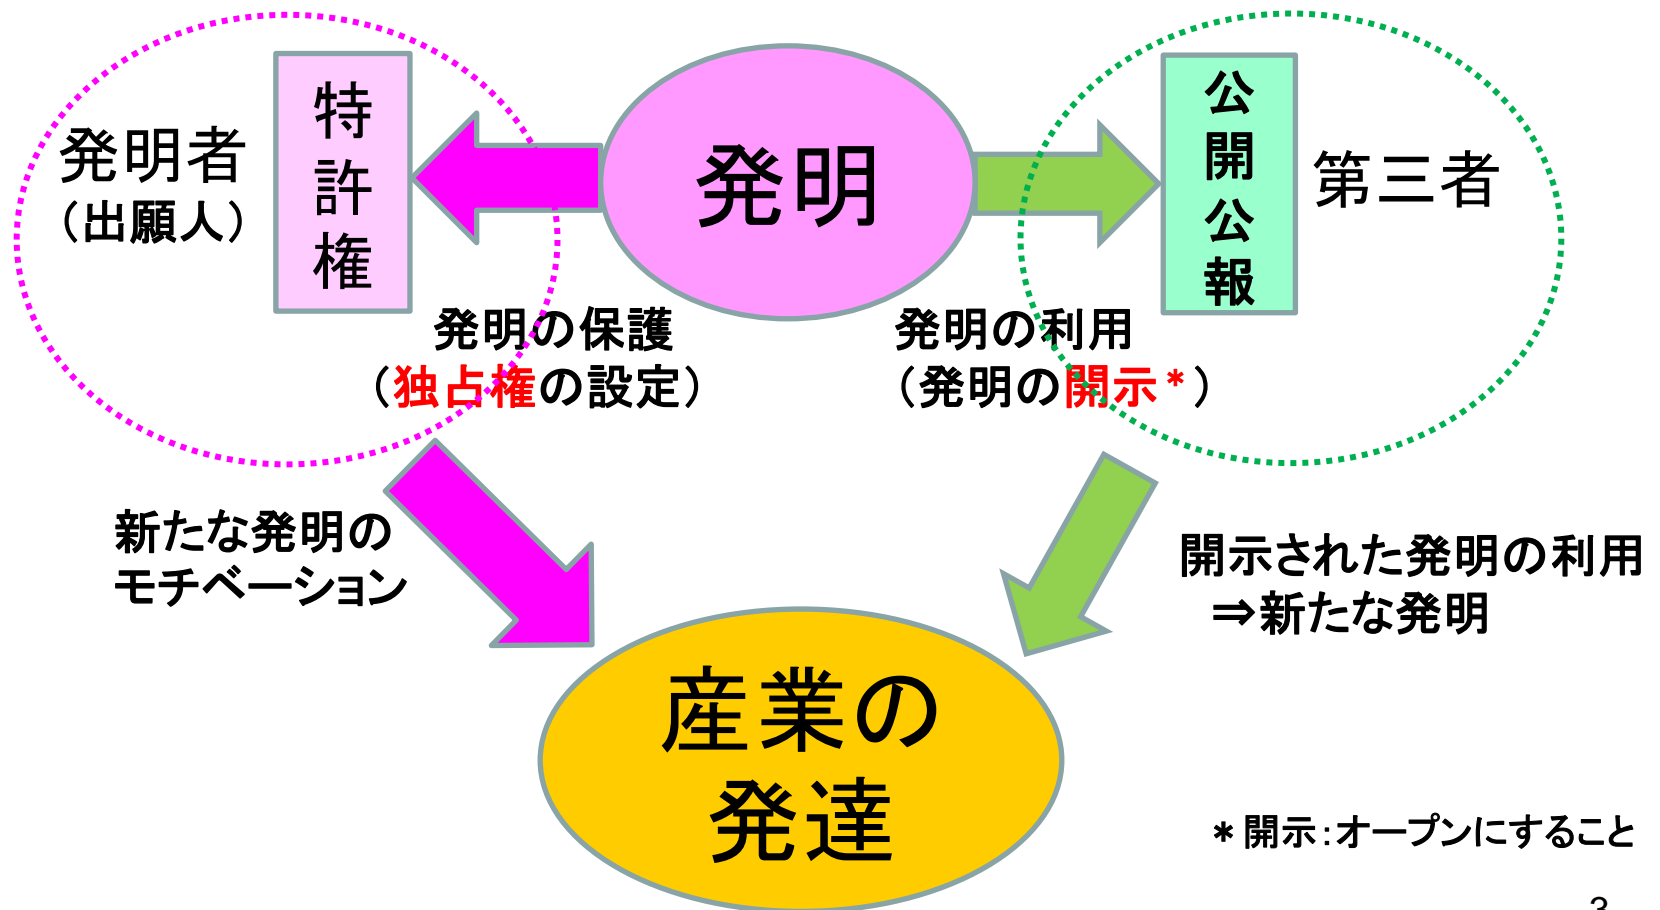 発明者
（出願人）
特許権
発明
公開公報
第三者
発明の保護
（独占権の設定）
発明の利用
（発明の開示*）
新たな発明の
モチベーション
開示された発明の利用
⇒新たな発明
産業の
発達
*開示：オープンにすること
3